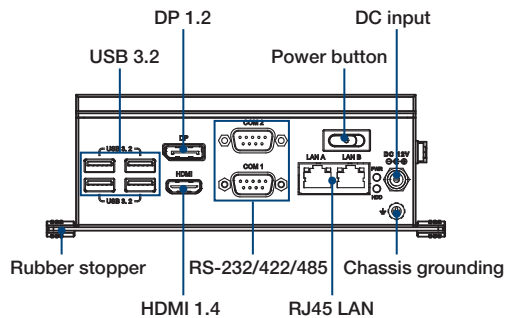 DP 1.2
DC input
USB 3.2
Power button
COM 2
USB 3. 2
DP
LAN A
LAN B
DC 12V
PWR
COM 1
HDMI
HDD
USB 3. 2
Rubber stopper
RS-232/422/485
Chassis grounding
HDMI 1.4
RJ45 LAN